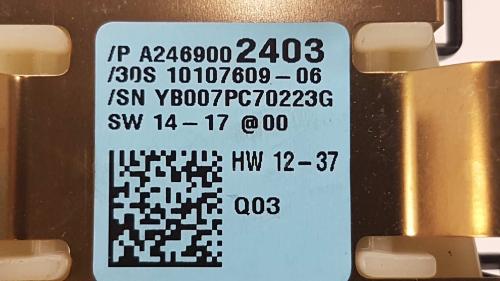 /P A2469002403
/30S 10107609-06
/SN YB007PC70223G
SW 14-17 @00
HW 12-37
Q03